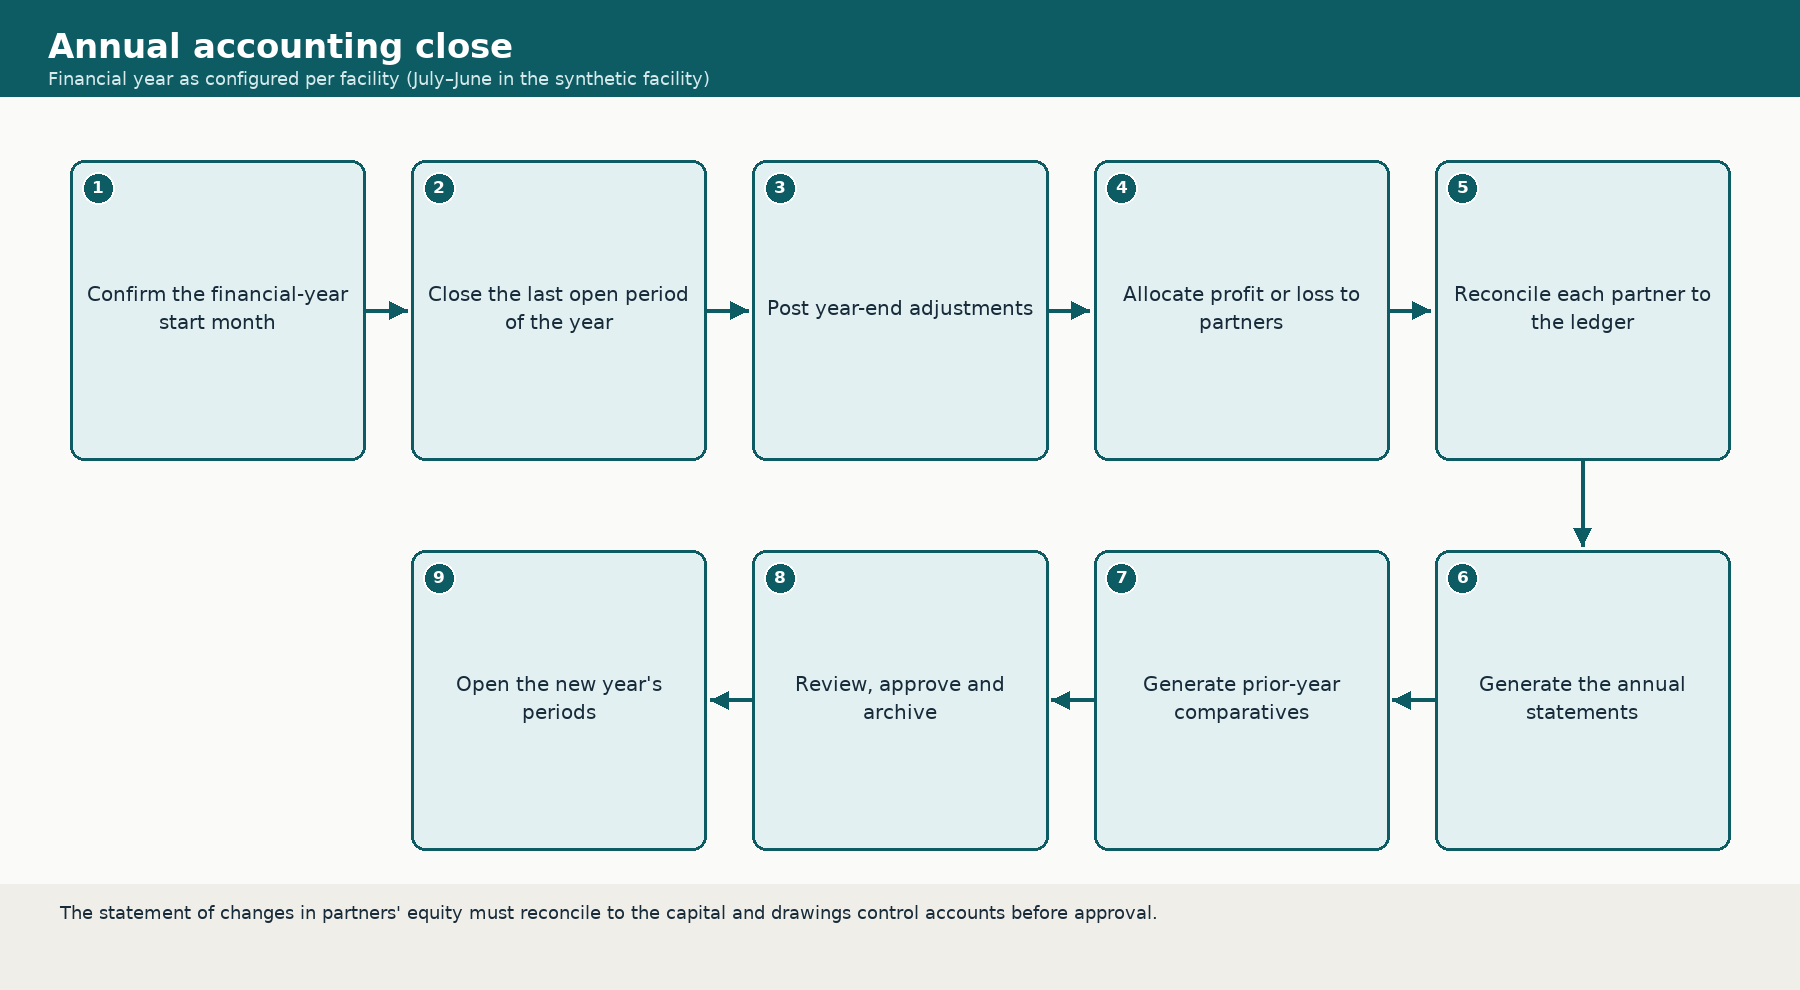 Annual accounting close
Financial year as configured per facility (July–June in the synthetic facility)
1
Confirm the financial-year
start month
2
Close the last open period
of the year
3
Post year-end adjustments
4
Allocate profit or loss to
partners
5
Reconcile each partner to
the ledger
6
Generate the annual
statements
7
Generate prior-year
comparatives
8
Review, approve and
archive
9
Open the new year's
periods
The statement of changes in partners' equity must reconcile to the capital and drawings control accounts before approval.